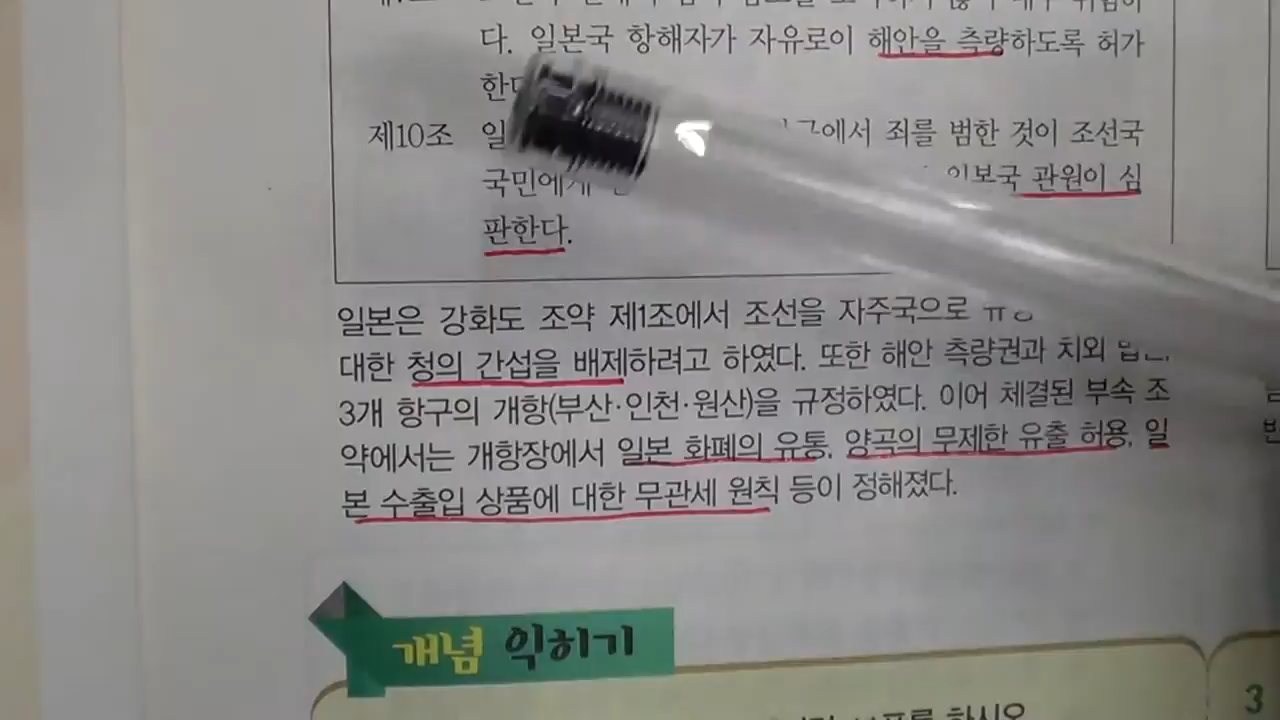 다. 일본국 항해자가 자유로이 해안을 측량하도록 허가
제10조 죄를 범한 것이 조선국
국민에게 관원이 심
판한다.
일본은 강화도 조약 제1조에서 조선을 자주국으로
대한 청의 간섭을 배제하려고 하였다. 또한 해안 측량권과 치외
3개 항구의 개항(부산·인천·원산)을 규정하였다. 이어 체결된 부속 조
약에서는 개항장에서 일본 화폐의 유통, 양곡의 무제한 유출 허용, 일
본 수출입 상품에 대한 무관세 원칙 등이 정해졌다.
개념 익히기
하시오
3